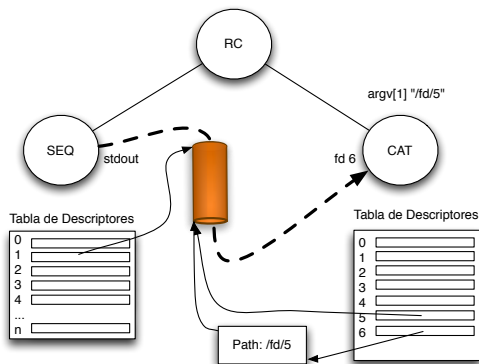 RC
argv[1] "/fd/5"
SEQ
stdout
fd 6
CAT
Tabla de Descriptores
0
1
2
3
4
...
n
Tabla de Descriptores
0
1
2
3
4
5
6
Path: /fd/5